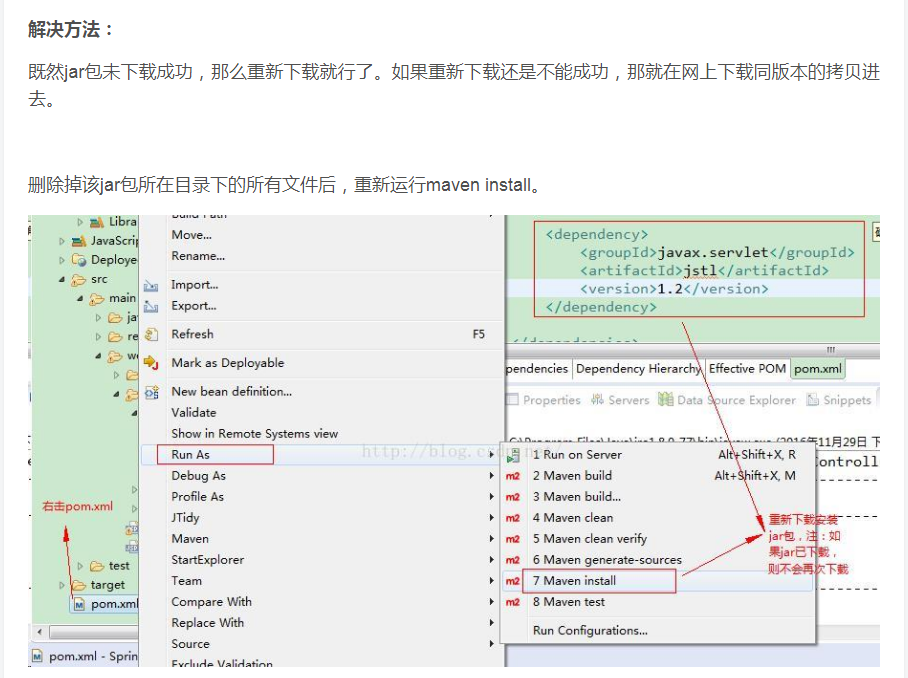 解决方法：
既然jar包未下载成功，那么重新下载就行了。如果重新下载还是不能成功，那就在网上下载同版本的拷贝进
去。
删除掉该jar包所在目录下的所有文件后，重新运行maven install。
Libra
JavaScrip
Deploye
src
main
ja
re
we
右击pom.xml
test
target
pom.xml
pom.xml - Sprin
Build Path
Move...
Rename...
Import...
Export...
Refresh F5
Mark as Deployable
New bean definition...
Validate
Show in Remote Systems view
Run As
Debug As
Profile As
JTidy
Maven
StartExplorer
Team
Compare With
Replace With
Source
Exclude Validation
<dependency>
<groupId>javax.servlet</groupId>
<artifactId>jstl</artifactId>
<version>1.2</version>
</dependency>
</dependencies>
pendencies Dependency Hierarchy Effective POM pom.xml
Properties Servers Data Source Explorer Snippets
C:\Program Files\Java\jre1.8.0_77\bin\javaw.exe (2016年11月29日 下
Controll
http://blog.csdn.net
1 Run on Server Alt+Shift+X, R
2 Maven build Alt+Shift+X, M
3 Maven build...
4 Maven clean
5 Maven clean verify
6 Maven generate-sources
7 Maven install
8 Maven test
Run Configurations...
重新下载安装
jar包，注：如
果jar已下载，
则不会再次下载